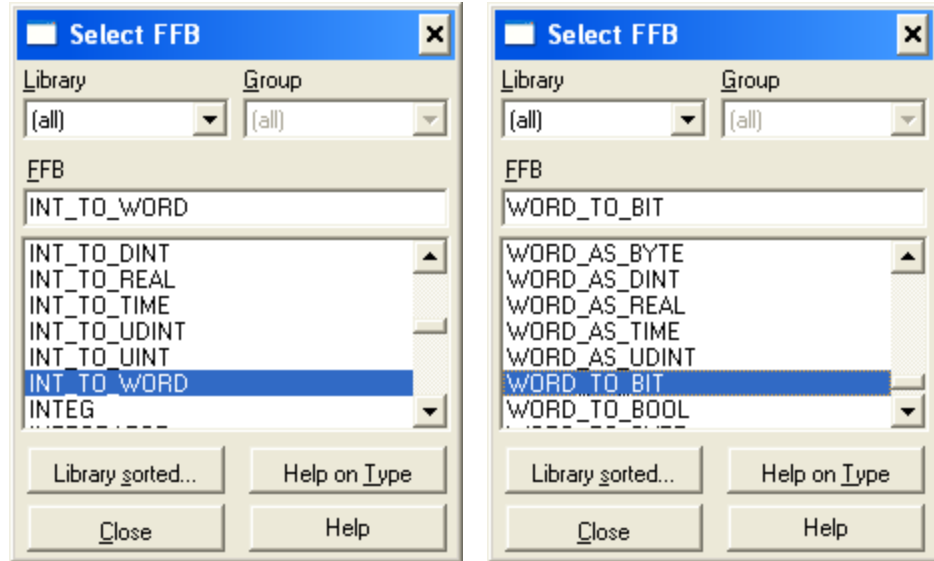 Select FFB
Library Group
(all) (all)
FFB
INT_TO_WORD
INT_TO_DINT
INT_TO_REAL
INT_TO_TIME
INT_TO_UDINT
INT_TO_UINT
INT_TO_WORD
INTEG
Library sorted... Help on Type
Close Help
Select FFB
Library Group
(all) (all)
FFB
WORD_TO_BIT
WORD_AS_BYTE
WORD_AS_DINT
WORD_AS_REAL
WORD_AS_TIME
WORD_AS_UDINT
WORD_TO_BIT
WORD_TO_BOOL
Library sorted... Help on Type
Close Help